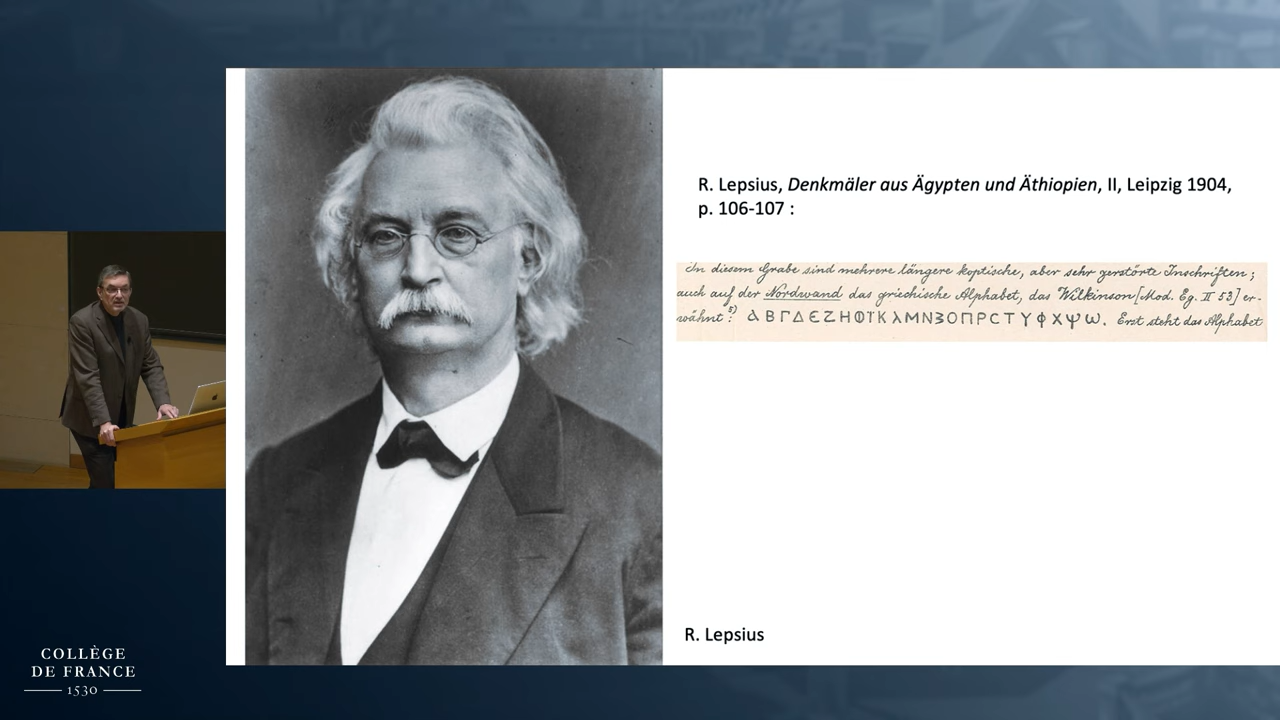 R. Lepsius, Denkmäler aus Ägypten und Äthiopien, II, Leipzig 1904,
p. 106-107 :
In diesem Grabe sind mehrere längere koptische, aber sehr zerstörte Inschriften;
auch auf der Nordwand das griechische Alphabet, das Wilkinson [Mod. Eg. II 53] er-
wähnt: 3) ΑΒΓΔΕΖΗΘΙΚλΜΝ3ΟΠΡCΤΥΦΧΨω. Erst steht das Alphabet
R. Lepsius
COLLÈGE
DE FRANCE
1530